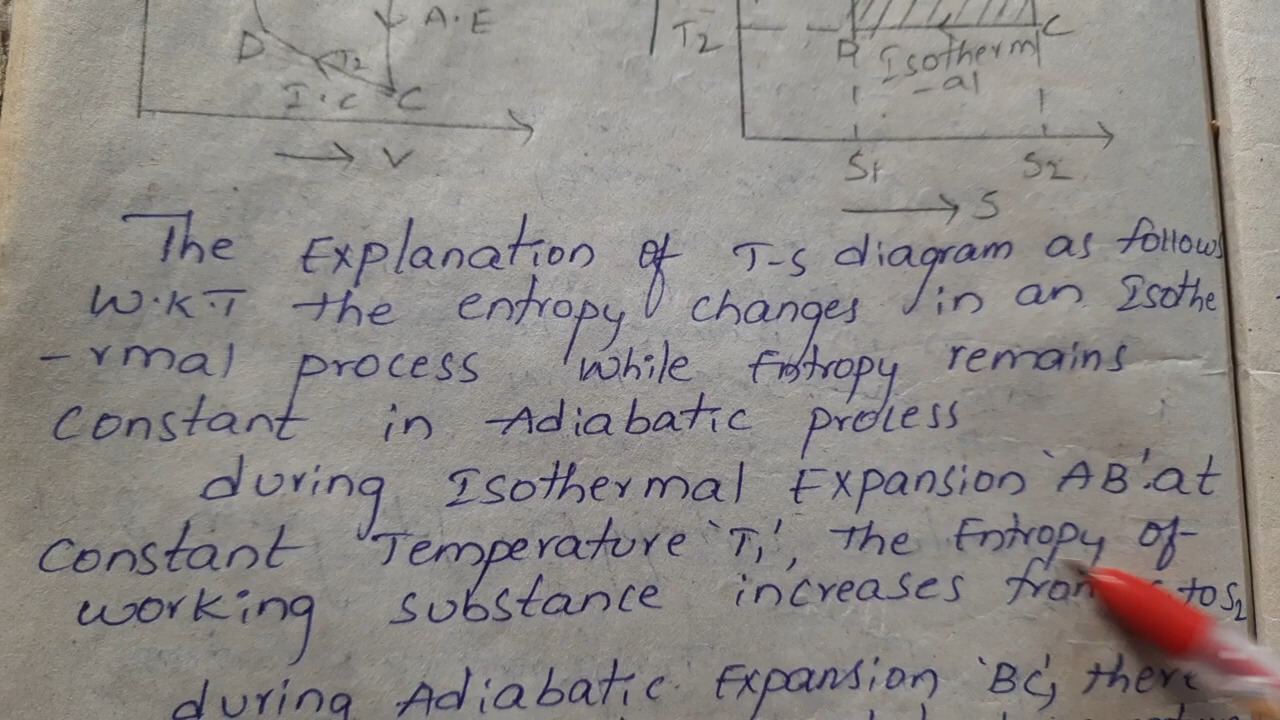 A.E
D
T2
I.C
C
V
T2
D
C
Isotherm
-al
S1
S2
S
The Explanation of T-S diagram as follows
W.K.T the entropy changes in an Isothe
-rmal process while Entropy remains
constant in Adiabatic process
during Isothermal Expansion 'AB' at
constant Temperature 'T1', the Entropy of
working substance increases from to S2
during Adiabatic Expansion 'BC', there